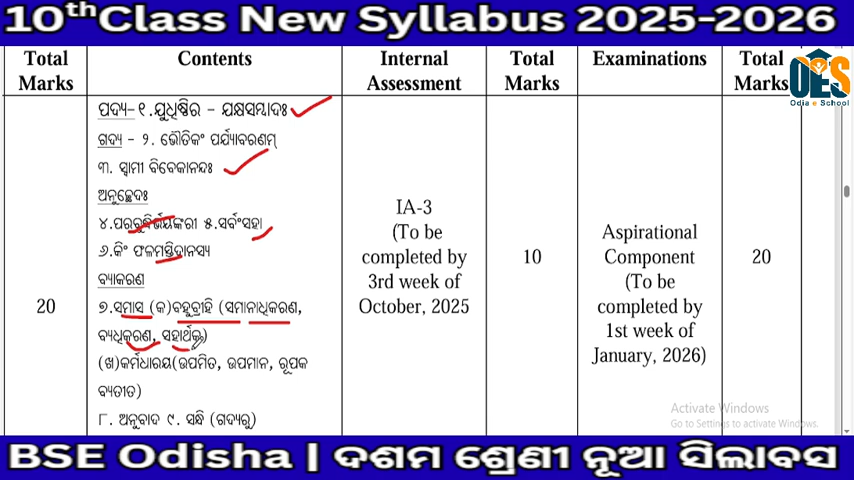 10thClass New Syllabus 2025-2026
Total Marks
Contents
Internal Assessment
Total Marks
Examinations
Total Marks
OES
Odia e School
20
ପଦ୍ୟ-୧.ଯୁଧିଷ୍ଠିର - ଯକ୍ଷସମ୍ବାଦଃ
ଗଦ୍ୟ - ୨. ଭୌତିକଂ ପର୍ଯ୍ୟାବରଣମ୍
୩. ସ୍ୱାମୀ ବିବେକାନନ୍ଦଃ
ଅନୁଚ୍ଛେଦଃ
୪.ପରବୁଦ୍ଧିର୍ଭୟଙ୍କରୀ ୫.ସର୍ବଂସହା
୬.କିଂ ଫଳମସ୍ତିଦାନସ୍ୟ
ବ୍ୟାକରଣ
୭.ସମାସ (କ)ବହୁବ୍ରୀହି (ସମାନାଧିକରଣ,
ବ୍ୟଧିକରଣ, ସହାର୍ଥକ)
(ଖ)କର୍ମଧାରୟ(ଉପମିତ, ଉପମାନ, ରୂପକ
ବ୍ୟତୀତ)
୮. ଅନୁବାଦ ୯. ସନ୍ଧି (ଗଦ୍ୟରୁ)
IA-3
(To be
completed by
3rd week of
October, 2025
10
Aspirational
Component
(To be
completed by
1st week of
January, 2026)
20
Activate Windows
Go to Settings to activate Windows.
BSE Odisha | ଦଶମ ଶ୍ରେଣୀ ନୂଆ ସିଲାବସ